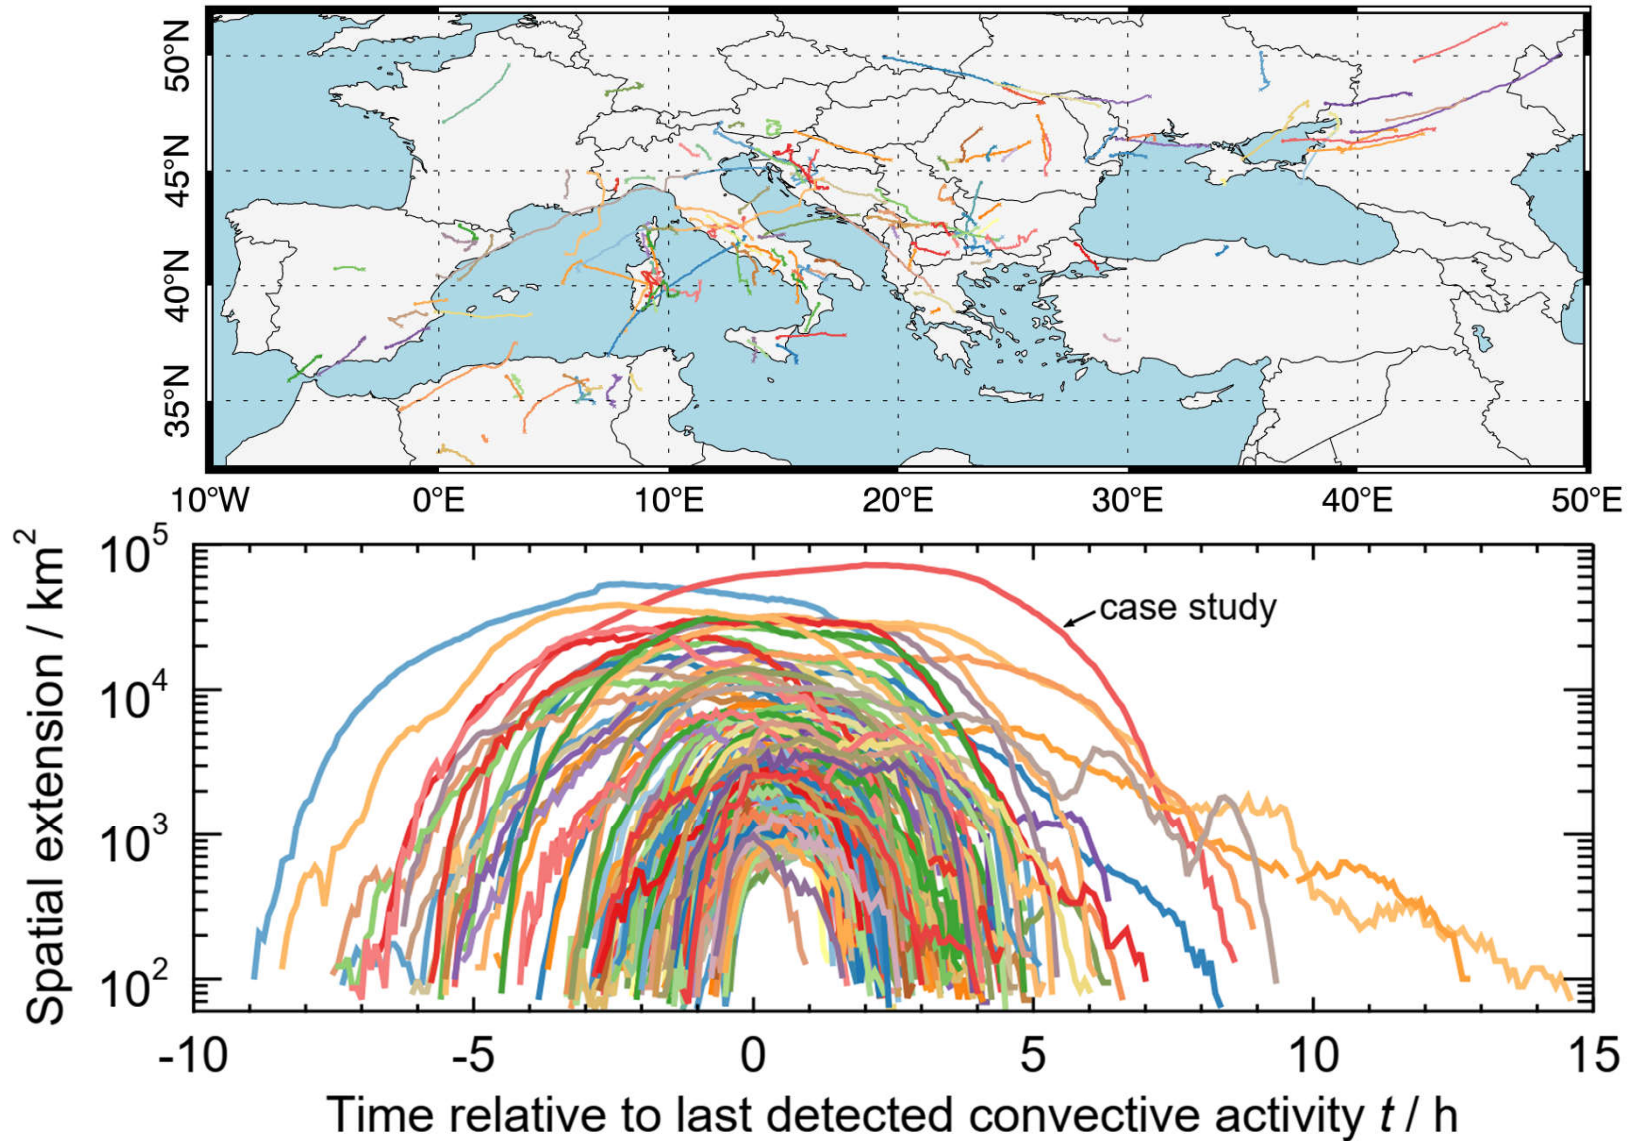 50°N
45°N
40°N
35°N
10°W 0°E 10°E 20°E 30°E 40°E 50°E
Spatial extension / km²
10⁵
10⁴
10³
10²
case study
-10 -5 0 5 10 15
Time relative to last detected convective activity t / h